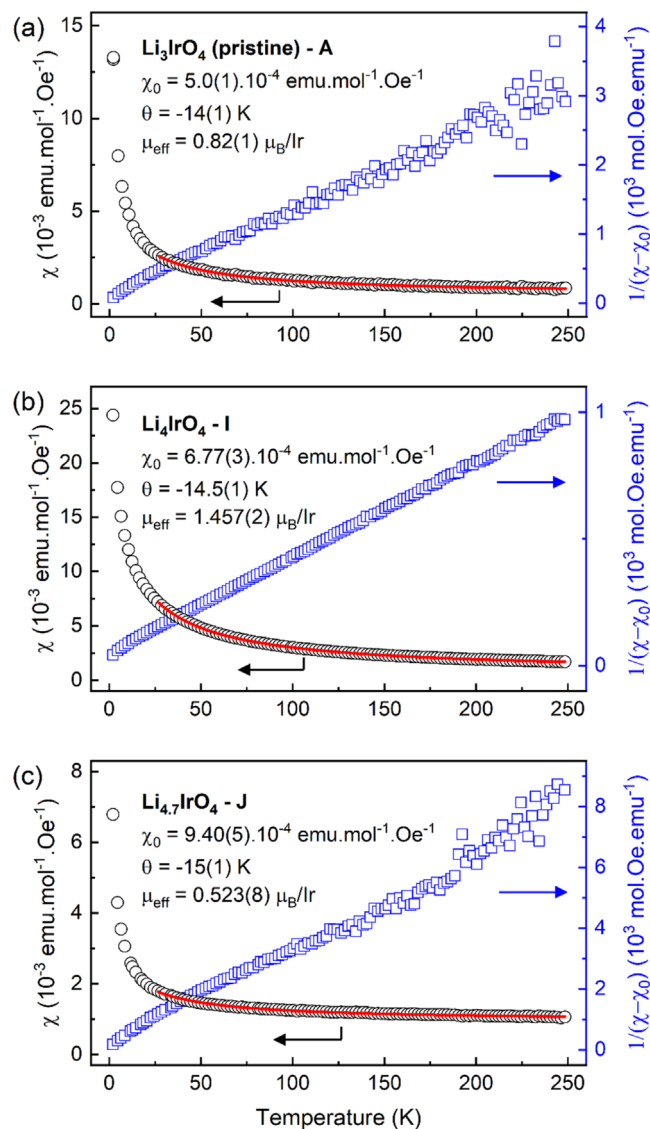 (a)
Li₃IrO₄ (pristine) - A
χ₀ = 5.0(1).10⁻⁴ emu.mol⁻¹.Oe⁻¹
θ = -14(1) K
μeff = 0.82(1) μB/Ir
χ (10⁻³ emu.mol⁻¹.Oe⁻¹)
15
10
5
0
1/(χ-χ₀) (10³ mol.Oe.emu⁻¹)
4
3
2
1
0
0 50 100 150 200 250
(b)
Li₄IrO₄ - I
χ₀ = 6.77(3).10⁻⁴ emu.mol⁻¹.Oe⁻¹
θ = -14.5(1) K
μeff = 1.457(2) μB/Ir
χ (10⁻³ emu.mol⁻¹.Oe⁻¹)
25
20
15
10
5
0
1/(χ-χ₀) (10³ mol.Oe.emu⁻¹)
1
0
0 50 100 150 200 250
(c)
Li₄.₇IrO₄ - J
χ₀ = 9.40(5).10⁻⁴ emu.mol⁻¹.Oe⁻¹
θ = -15(1) K
μeff = 0.523(8) μB/Ir
χ (10⁻³ emu.mol⁻¹.Oe⁻¹)
8
6
4
2
0
1/(χ-χ₀) (10³ mol.Oe.emu⁻¹)
8
6
4
2
0
0 50 100 150 200 250
Temperature (K)